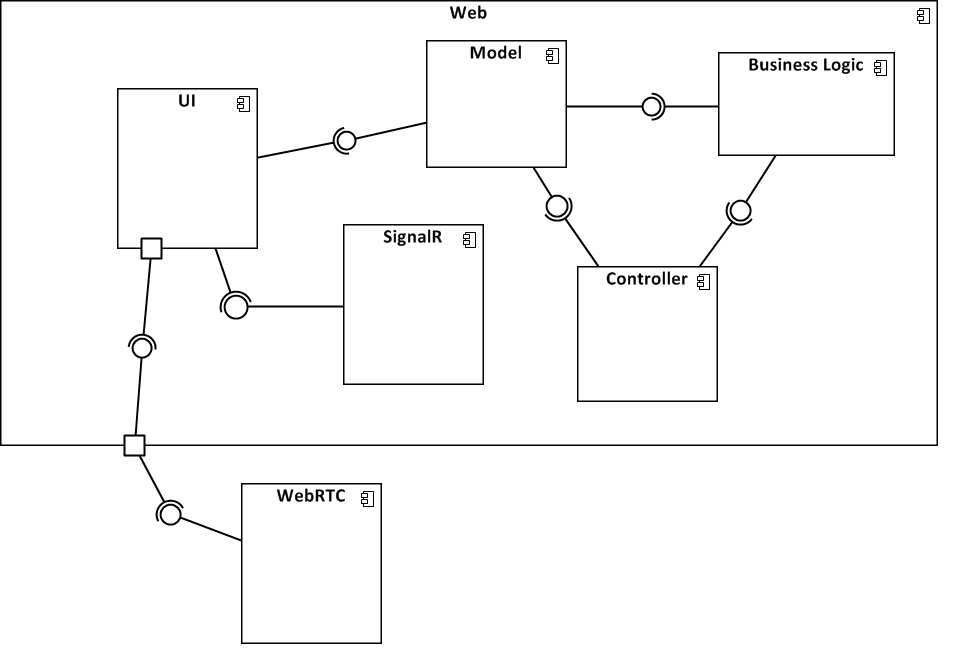 Web
Model
Business Logic
UI
SignalR
Controller
WebRTC